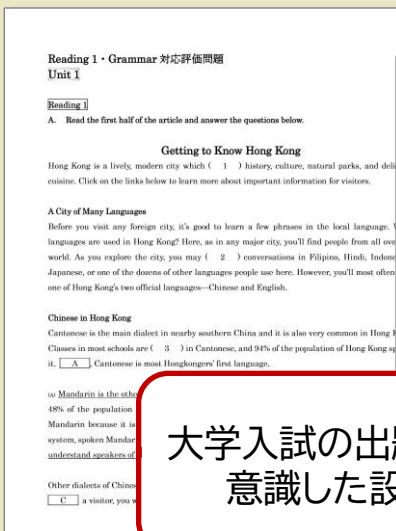 Reading 1・Grammar 対応評価問題
Unit 1
Reading 1
A. Read the first half of the article and answer the questions below.
Getting to Know Hong Kong
Hong Kong is a lively, modern city which ( 1 ) history, culture, natural parks, and deli
cuisine. Click on the links below to learn more about important information for visitors.
A City of Many Languages
Before you visit any foreign city, it's good to learn a few phrases in the local language.
languages are used in Hong Kong? Here, as in any major city, you'll find people from all ove
world. As you explore the city, you may ( 2 ) conversations in Filipino, Hindi, Indone
Japanese, or one of the dozens of other languages people use here. However, you'll most often
one of Hong Kong's two official languages—Chinese and English.
Chinese in Hong Kong
Cantonese is the main dialect in nearby southern China and it is also very common in Hong
Classes in most schools are ( 3 ) in Cantonese, and 94% of the population of Hong Kong sp
it. A , Cantonese is most Hongkongers' first language.
Mandarin is the othe
48% of the population
Mandarin because it is
system, spoken Mandar
understand speakers of
Other dialects of Chines
C a visitor, you w
大学入試の出題
意識した設